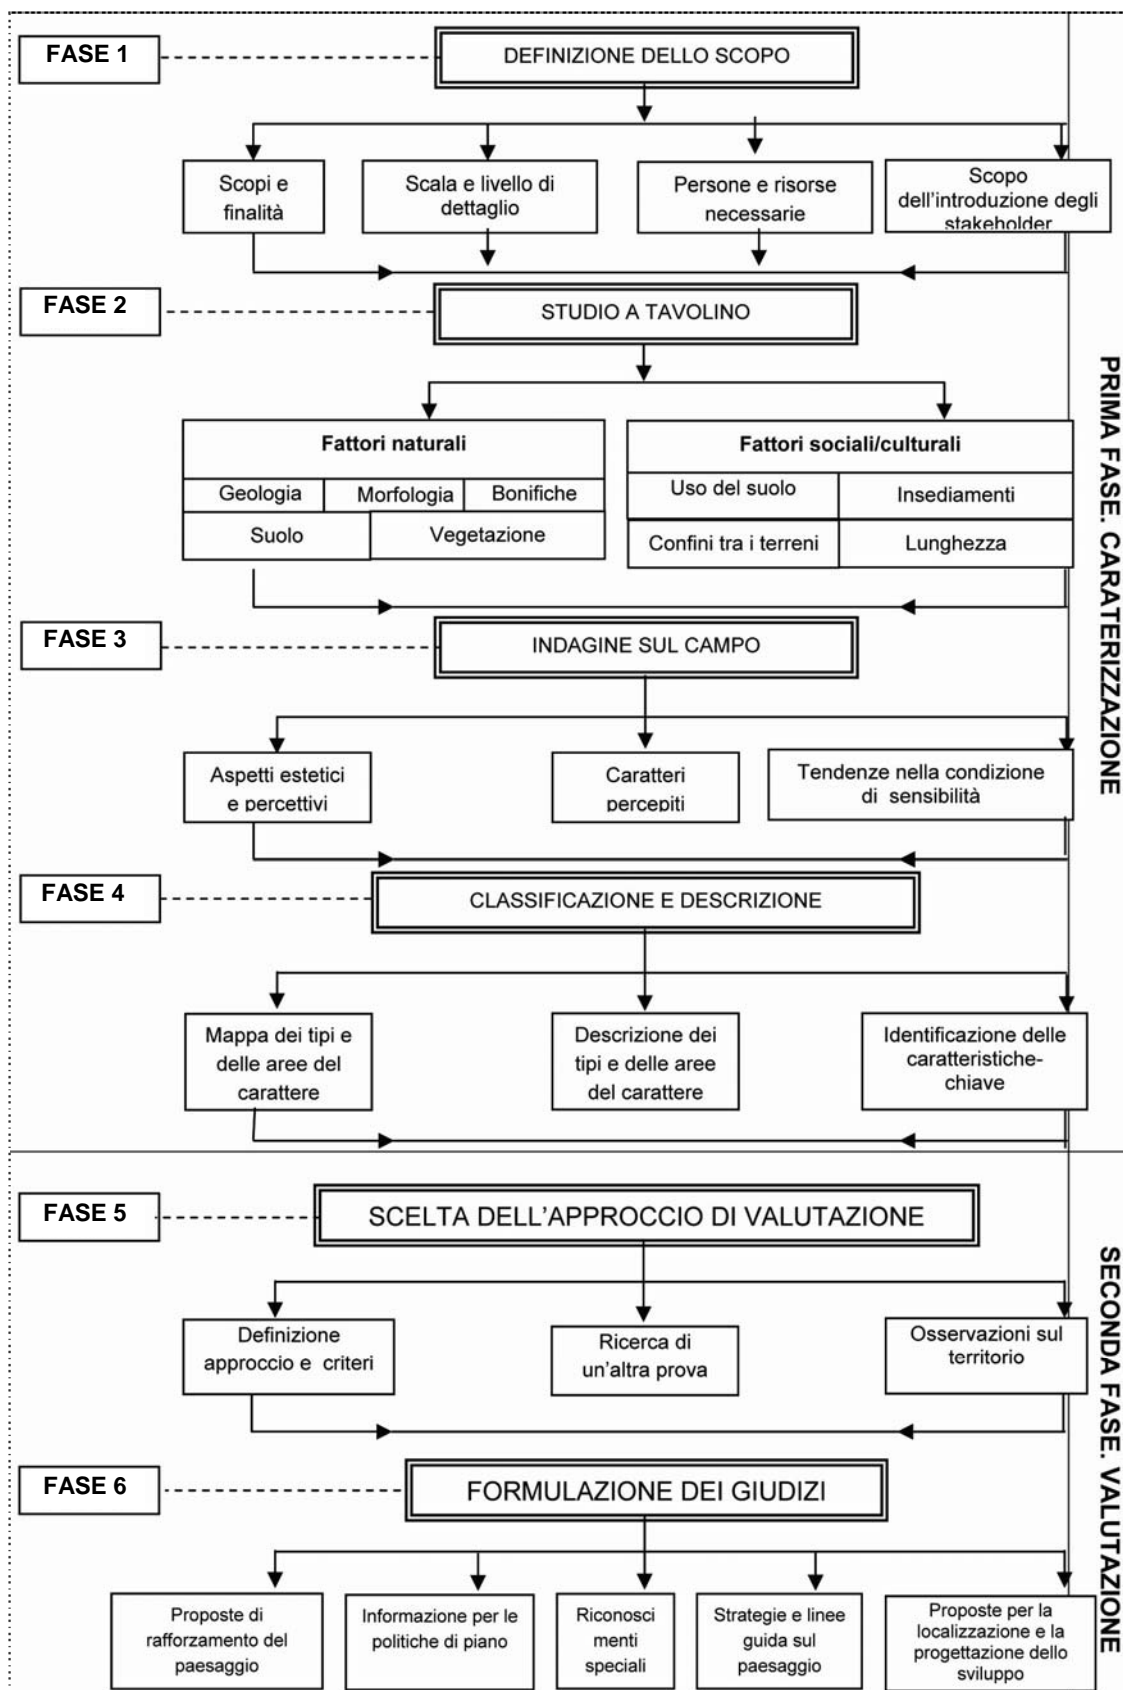 FASE 1
DEFINIZIONE DELLO SCOPO
Scopi e
finalità
Scala e livello di
dettaglio
Persone e risorse
necessarie
Scopo
dell'introduzione degli
stakeholder
FASE 2
STUDIO A TAVOLINO
Fattori naturali
Geologia
Morfologia
Bonifiche
Suolo
Vegetazione
Fattori sociali/culturali
Uso del suolo
Insediamenti
Confini tra i terreni
Lunghezza
FASE 3
INDAGINE SUL CAMPO
Aspetti estetici
e percettivi
Caratteri
percepiti
Tendenze nella condizione
di sensibilità
FASE 4
CLASSIFICAZIONE E DESCRIZIONE
Mappa dei tipi e
delle aree del
carattere
Descrizione dei
tipi e delle aree
del carattere
Identificazione delle
caratteristiche-
chiave
PRIMA FASE. CARATERIZZAZIONE
FASE 5
SCELTA DELL'APPROCCIO DI VALUTAZIONE
Definizione
approccio e criteri
Ricerca di
un'altra prova
Osservazioni sul
territorio
FASE 6
FORMULAZIONE DEI GIUDIZI
Proposte di
rafforzamento del
paesaggio
Informazione per le
politiche di piano
Riconosci
menti
speciali
Strategie e linee
guida sul
paesaggio
Proposte per la
localizzazione e la
progettazione dello
sviluppo
SECONDA FASE. VALUTAZIONE